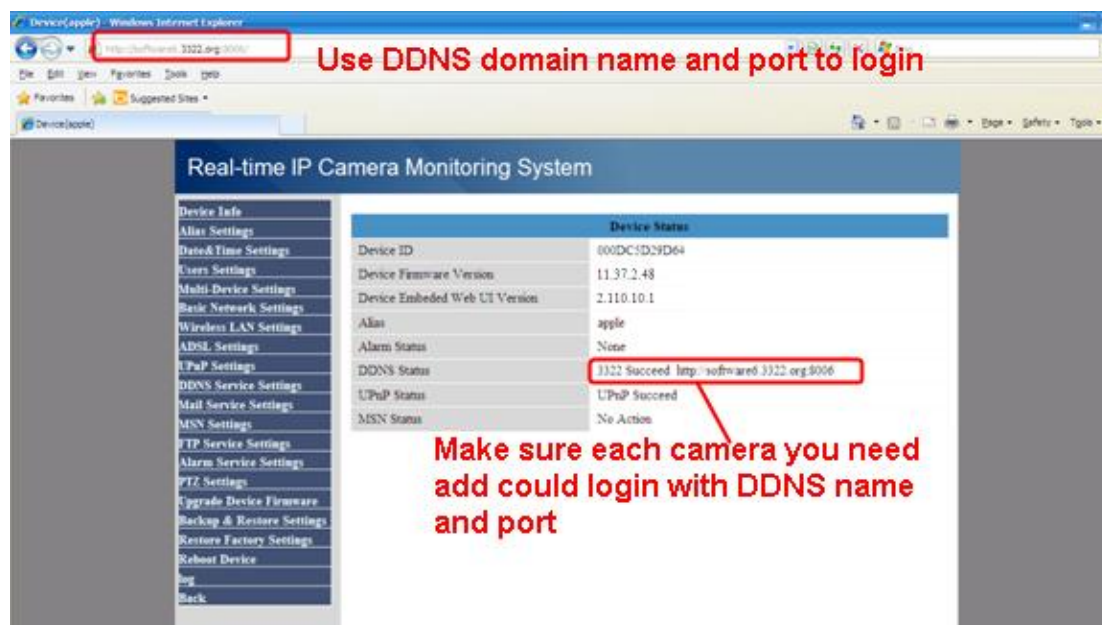 Device(apple) - Windows Internet Explorer
http://software6.3322.org:8006/
Use DDNS domain name and port to login
File Edit View Favorites Tools Help
Favorites Suggested Sites
Device(apple)
Page Safety Tools
Real-time IP Camera Monitoring System
Device Info
Alias Settings
Date&Time Settings
Users Settings
Multi-Device Settings
Basic Network Settings
Wireless LAN Settings
ADSL Settings
UPnP Settings
DDNS Service Settings
Mail Service Settings
MSN Settings
FTP Service Settings
Alarm Service Settings
PTZ Settings
Upgrade Device Firmware
Backup & Restore Settings
Restore Factory Settings
Reboot Device
log
Back
Device Status
Device ID 000DC5D29D64
Device Firmware Version 11.37.2.48
Device Embeded Web UI Version 2.110.10.1
Alias apple
Alarm Status None
DDNS Status 3322 Succeed http://software6.3322.org:8006
UPnP Status UPnP Succeed
MSN Status No Action
Make sure each camera you need
add could login with DDNS name
and port